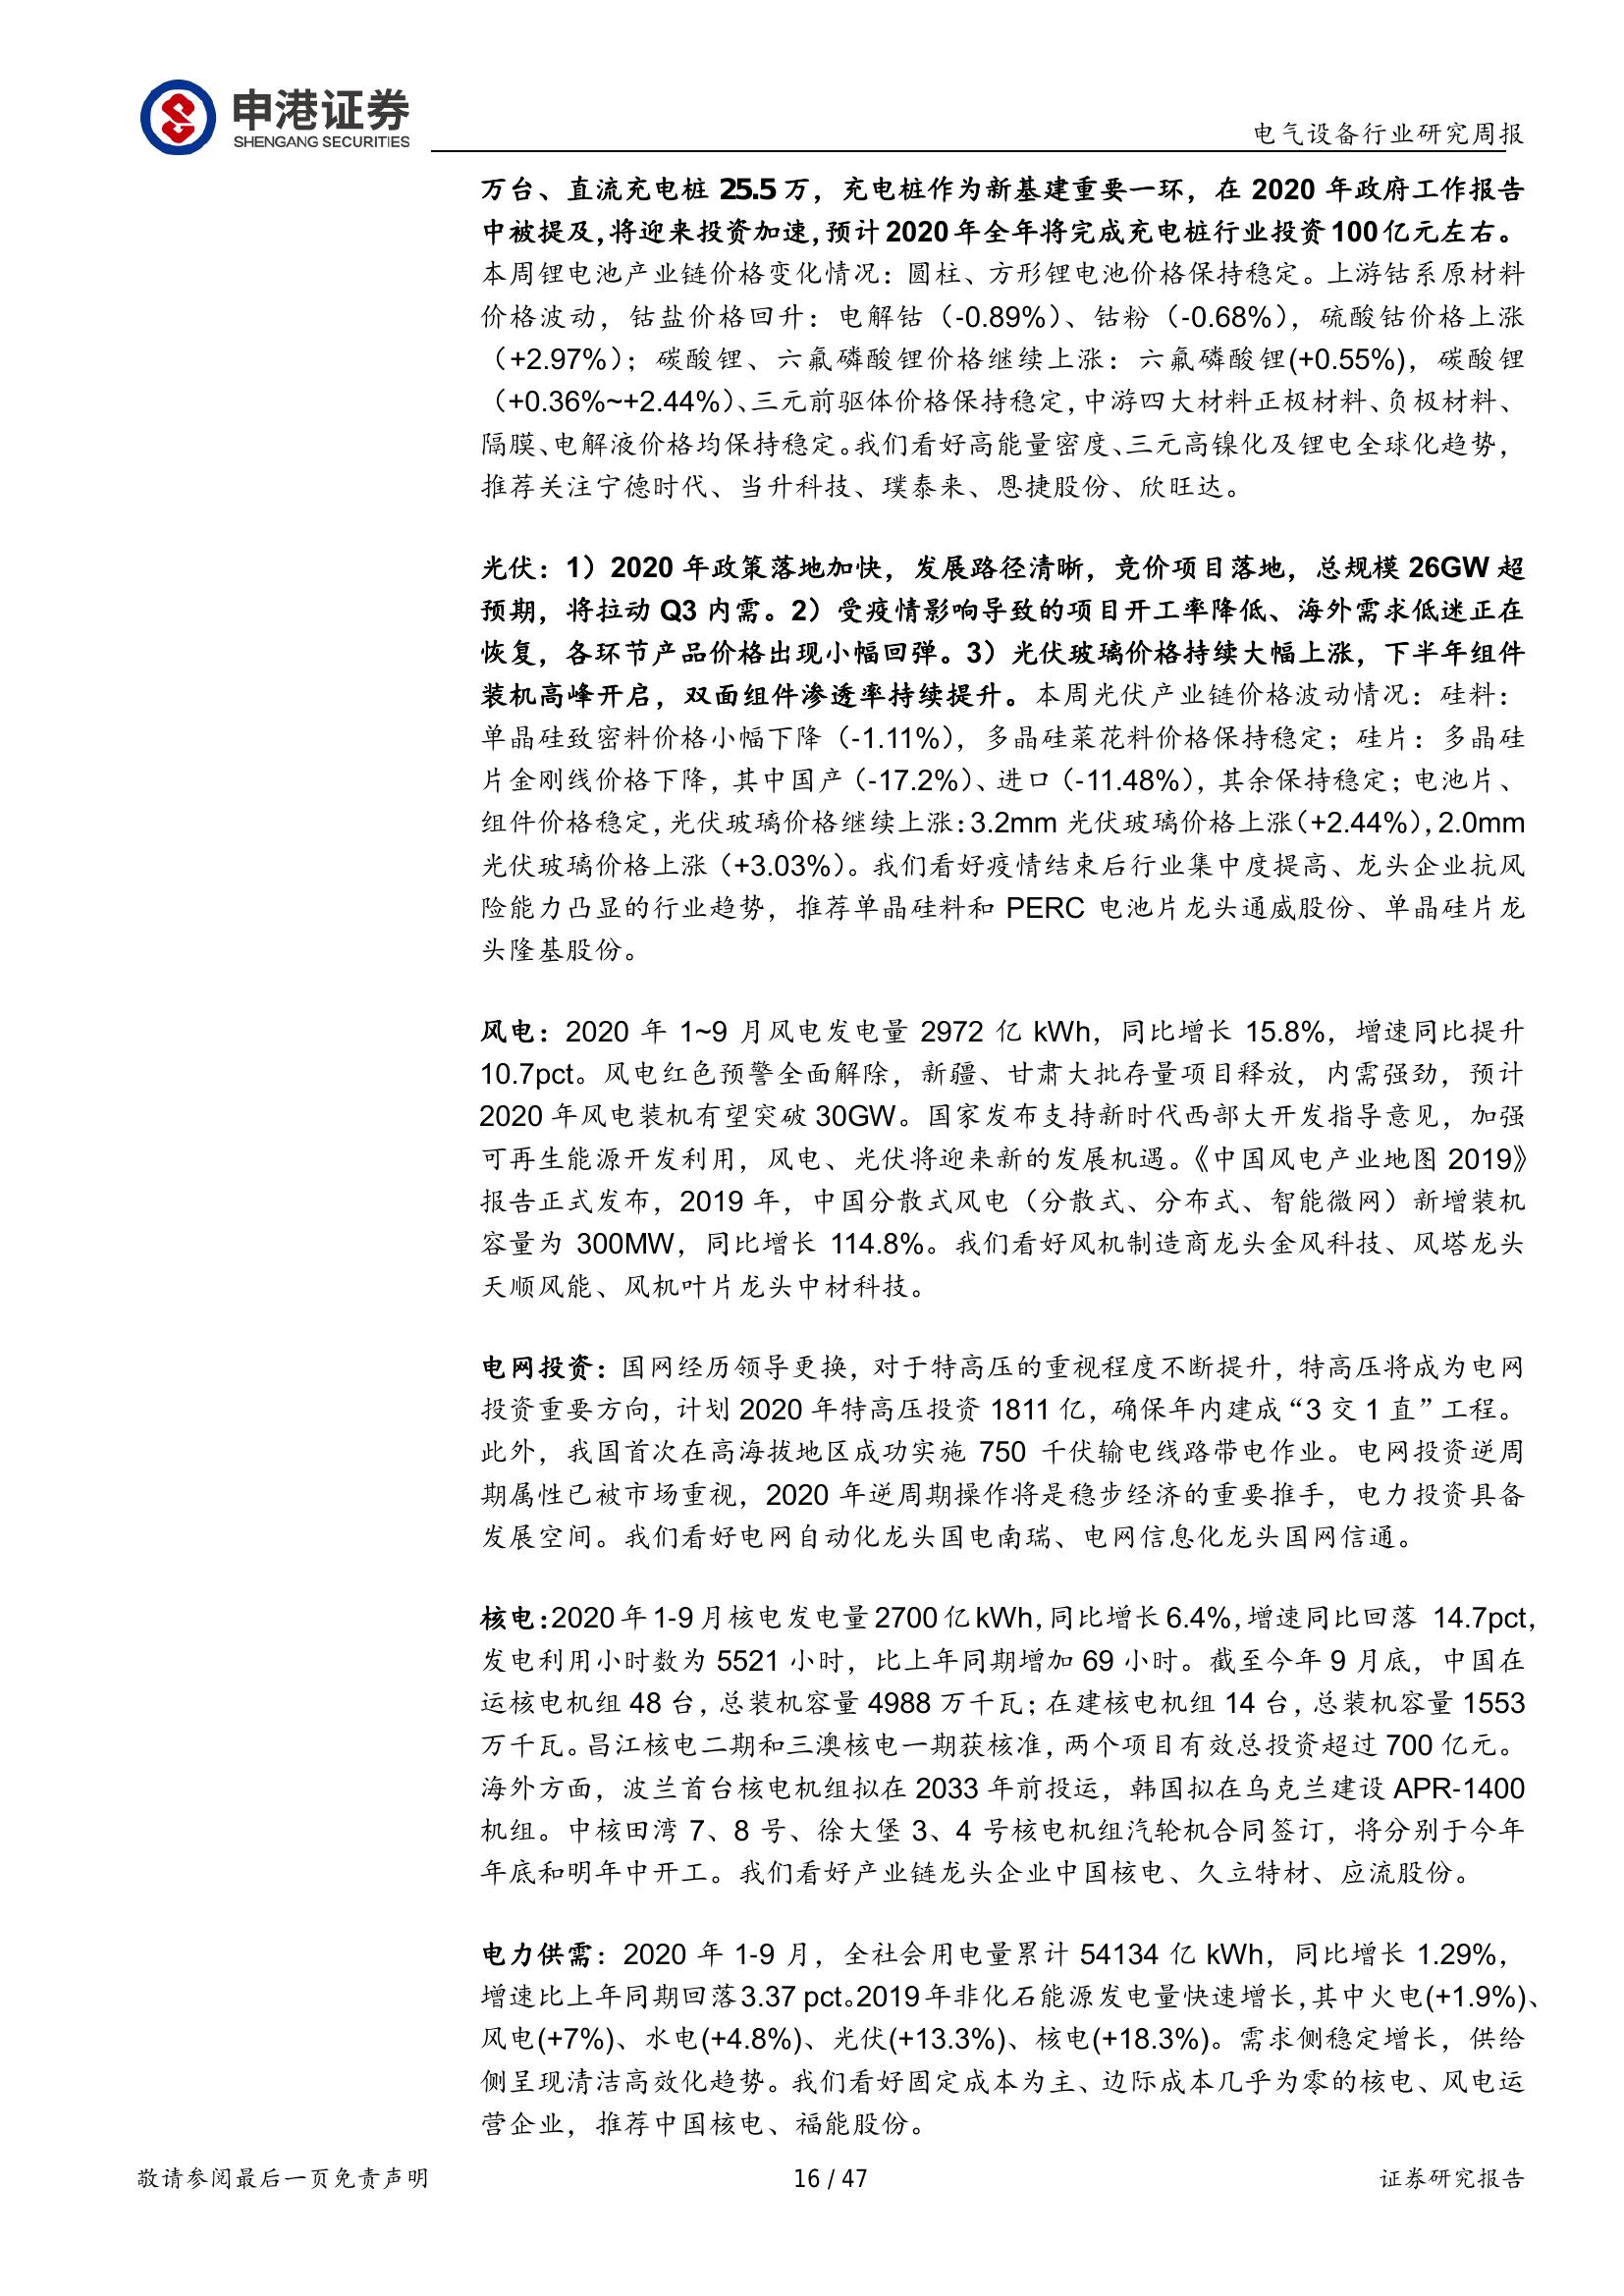 申港证券
SHENGANG SECURITIES
电气设备行业研究周报
万台、直流充电桩 25.5 万，充电桩作为新基建重要一环，在 2020 年政府工作报告
中被提及，将迎来投资加速，预计 2020 年全年将完成充电桩行业投资 100 亿元左右。
本周锂电池产业链价格变化情况：圆柱、方形锂电池价格保持稳定。上游钴系原材料
价格波动，钴盐价格回升：电解钴（-0.89%）、钴粉（-0.68%），硫酸钴价格上涨
（+2.97%）；碳酸锂、六氟磷酸锂价格继续上涨：六氟磷酸锂(+0.55%)，碳酸锂
（+0.36%~+2.44%）、三元前驱体价格保持稳定，中游四大材料正极材料、负极材料、
隔膜、电解液价格均保持稳定。我们看好高能量密度、三元高镍化及锂电全球化趋势，
推荐关注宁德时代、当升科技、璞泰来、恩捷股份、欣旺达。
光伏：1）2020 年政策落地加快，发展路径清晰，竞价项目落地，总规模 26GW 超
预期，将拉动 Q3 内需。2）受疫情影响导致的项目开工率降低、海外需求低迷正在
恢复，各环节产品价格出现小幅回弹。3）光伏玻璃价格持续大幅上涨，下半年组件
装机高峰开启，双面组件渗透率持续提升。本周光伏产业链价格波动情况：硅料：
单晶硅致密料价格小幅下降（-1.11%），多晶硅菜花料价格保持稳定；硅片：多晶硅
片金刚线价格下降，其中国产（-17.2%）、进口（-11.48%），其余保持稳定；电池片、
组件价格稳定，光伏玻璃价格继续上涨：3.2mm 光伏玻璃价格上涨（+2.44%），2.0mm
光伏玻璃价格上涨（+3.03%）。我们看好疫情结束后行业集中度提高、龙头企业抗风
险能力凸显的行业趋势，推荐单晶硅料和 PERC 电池片龙头通威股份、单晶硅片龙
头隆基股份。
风电：2020 年 1~9 月风电发电量 2972 亿 kWh，同比增长 15.8%，增速同比提升
10.7pct。风电红色预警全面解除，新疆、甘肃大批存量项目释放，内需强劲，预计
2020 年风电装机有望突破 30GW。国家发布支持新时代西部大开发指导意见，加强
可再生能源开发利用，风电、光伏将迎来新的发展机遇。《中国风电产业地图 2019》
报告正式发布，2019 年，中国分散式风电（分散式、分布式、智能微网）新增装机
容量为 300MW，同比增长 114.8%。我们看好风机制造商龙头金风科技、风塔龙头
天顺风能、风机叶片龙头中材科技。
电网投资：国网经历领导更换，对于特高压的重视程度不断提升，特高压将成为电网
投资重要方向，计划 2020 年特高压投资 1811 亿，确保年内建成“3 交 1 直”工程。
此外，我国首次在高海拔地区成功实施 750 千伏输电线路带电作业。电网投资逆周
期属性已被市场重视，2020 年逆周期操作将是稳步经济的重要推手，电力投资具备
发展空间。我们看好电网自动化龙头国电南瑞、电网信息化龙头国网信通。
核电：2020 年 1-9 月核电发电量 2700 亿 kWh，同比增长 6.4%，增速同比回落 14.7pct，
发电利用小时数为 5521 小时，比上年同期增加 69 小时。截至今年 9 月底，中国在
运核电机组 48 台，总装机容量 4988 万千瓦；在建核电机组 14 台，总装机容量 1553
万千瓦。昌江核电二期和三澳核电一期获核准，两个项目有效总投资超过 700 亿元。
海外方面，波兰首台核电机组拟在 2033 年前投运，韩国拟在乌克兰建设 APR-1400
机组。中核田湾 7、8 号、徐大堡 3、4 号核电机组汽轮机合同签订，将分别于今年
年底和明年中开工。我们看好产业链龙头企业中国核电、久立特材、应流股份。
电力供需：2020 年 1-9 月，全社会用电量累计 54134 亿 kWh，同比增长 1.29%，
增速比上年同期回落 3.37 pct。2019 年非化石能源发电量快速增长，其中火电(+1.9%)、
风电(+7%)、水电(+4.8%)、光伏(+13.3%)、核电(+18.3%)。需求侧稳定增长，供给
侧呈现清洁高效化趋势。我们看好固定成本为主、边际成本几乎为零的核电、风电运
营企业，推荐中国核电、福能股份。
敬请参阅最后一页免责声明
16 / 47
证券研究报告